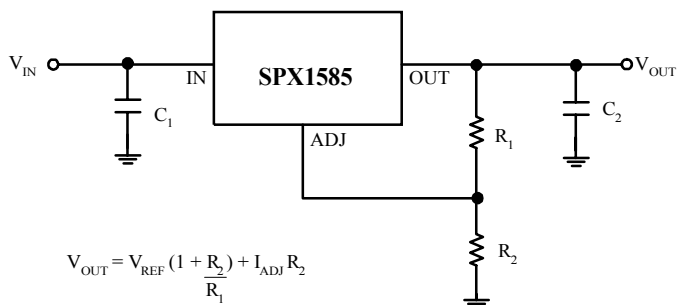 V_IN
IN
SPX1585
OUT
V_OUT
C_1
ADJ
R_1
C_2
R_2
V_OUT = V_REF (1 + R_2/R_1) + I_ADJ R_2